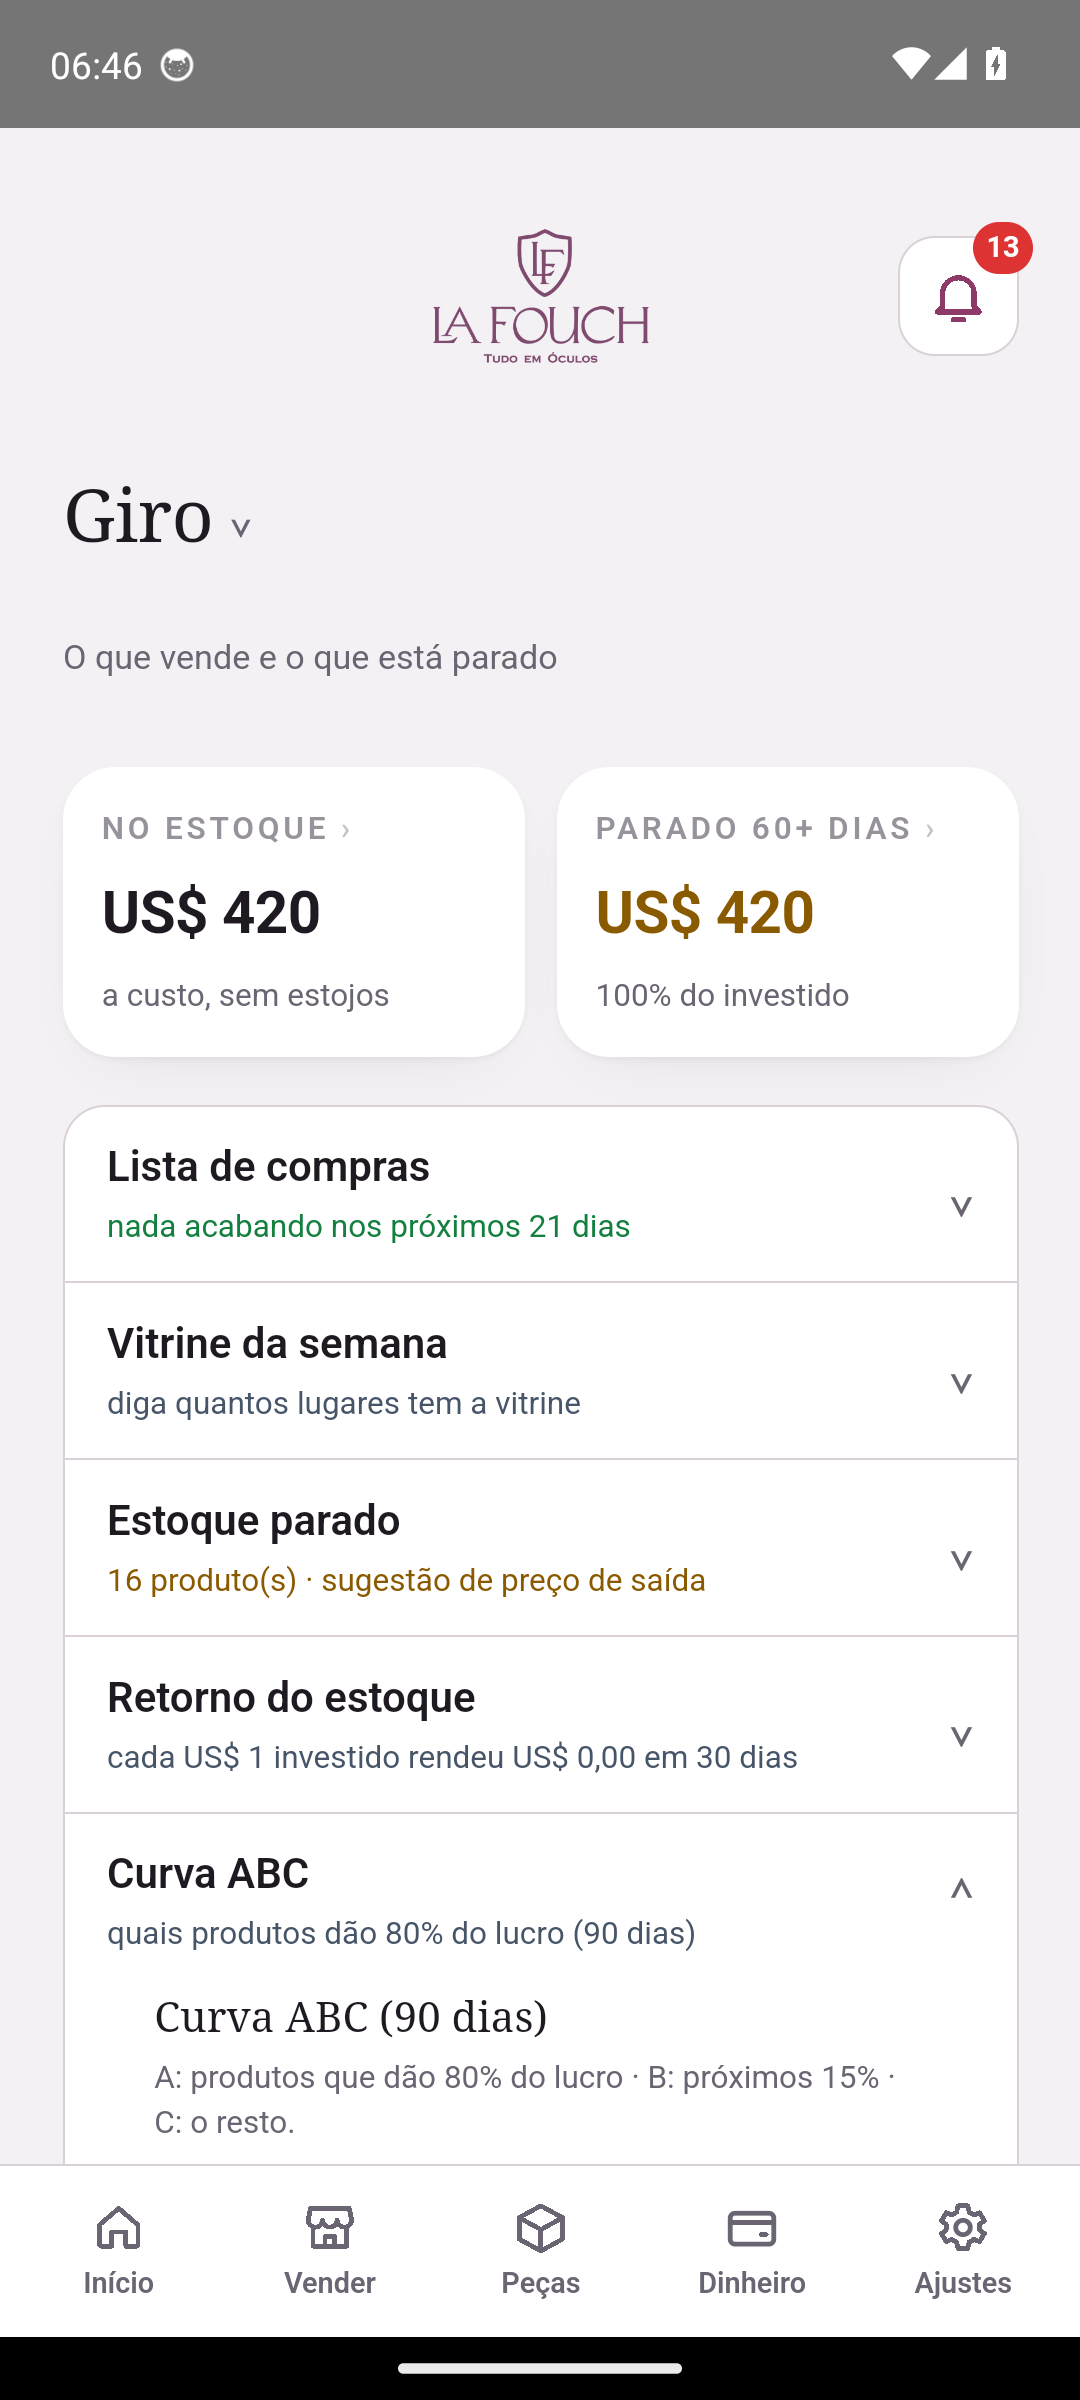 06:46
LF
LA FOUCH
TUDO EM ÓCULOS
13
Giro
O que vende e o que está parado
NO ESTOQUE ›
US$ 420
a custo, sem estojos
PARADO 60+ DIAS ›
US$ 420
100% do investido
Lista de compras
nada acabando nos próximos 21 dias
Vitrine da semana
diga quantos lugares tem a vitrine
Estoque parado
16 produto(s) · sugestão de preço de saída
Retorno do estoque
cada US$ 1 investido rendeu US$ 0,00 em 30 dias
Curva ABC
quais produtos dão 80% do lucro (90 dias)
Curva ABC (90 dias)
A: produtos que dão 80% do lucro · B: próximos 15% ·
C: o resto.
Início
Vender
Peças
Dinheiro
Ajustes